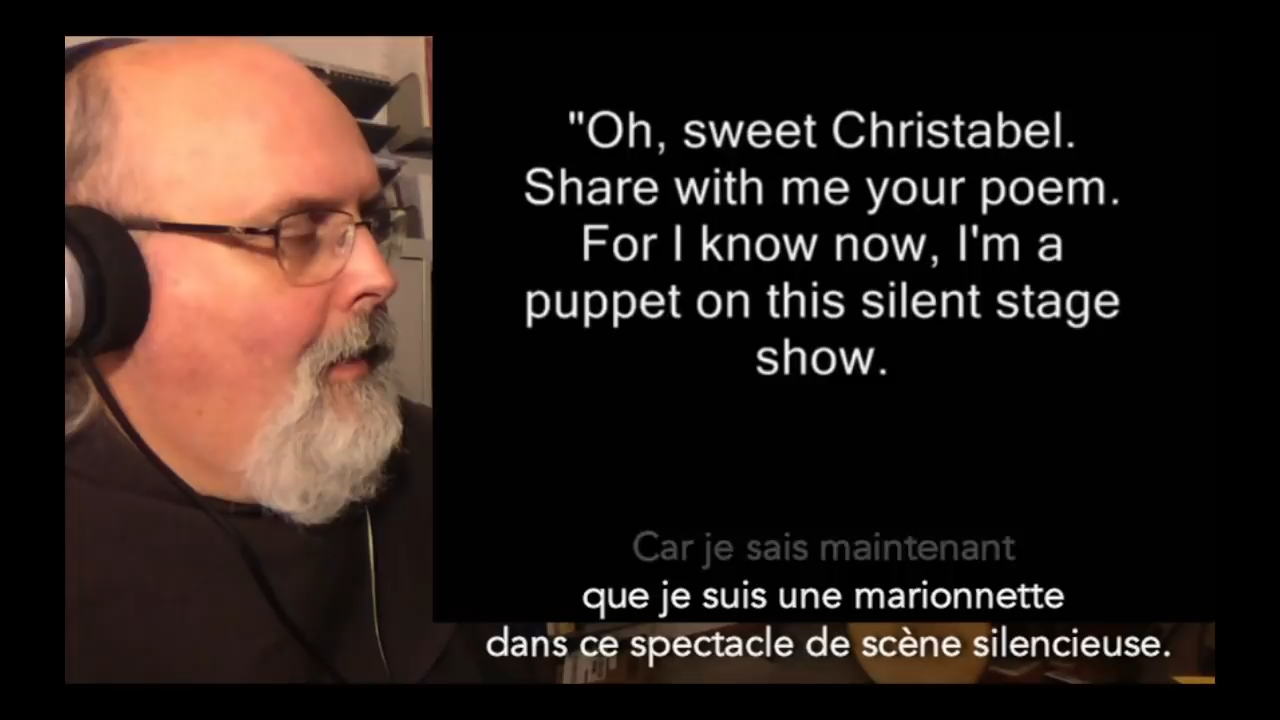 "Oh, sweet Christabel.
Share with me your poem.
For I know now, I'm a
puppet on this silent stage
show.
Car je sais maintenant
que je suis une marionnette
dans ce spectacle de scène silencieuse.